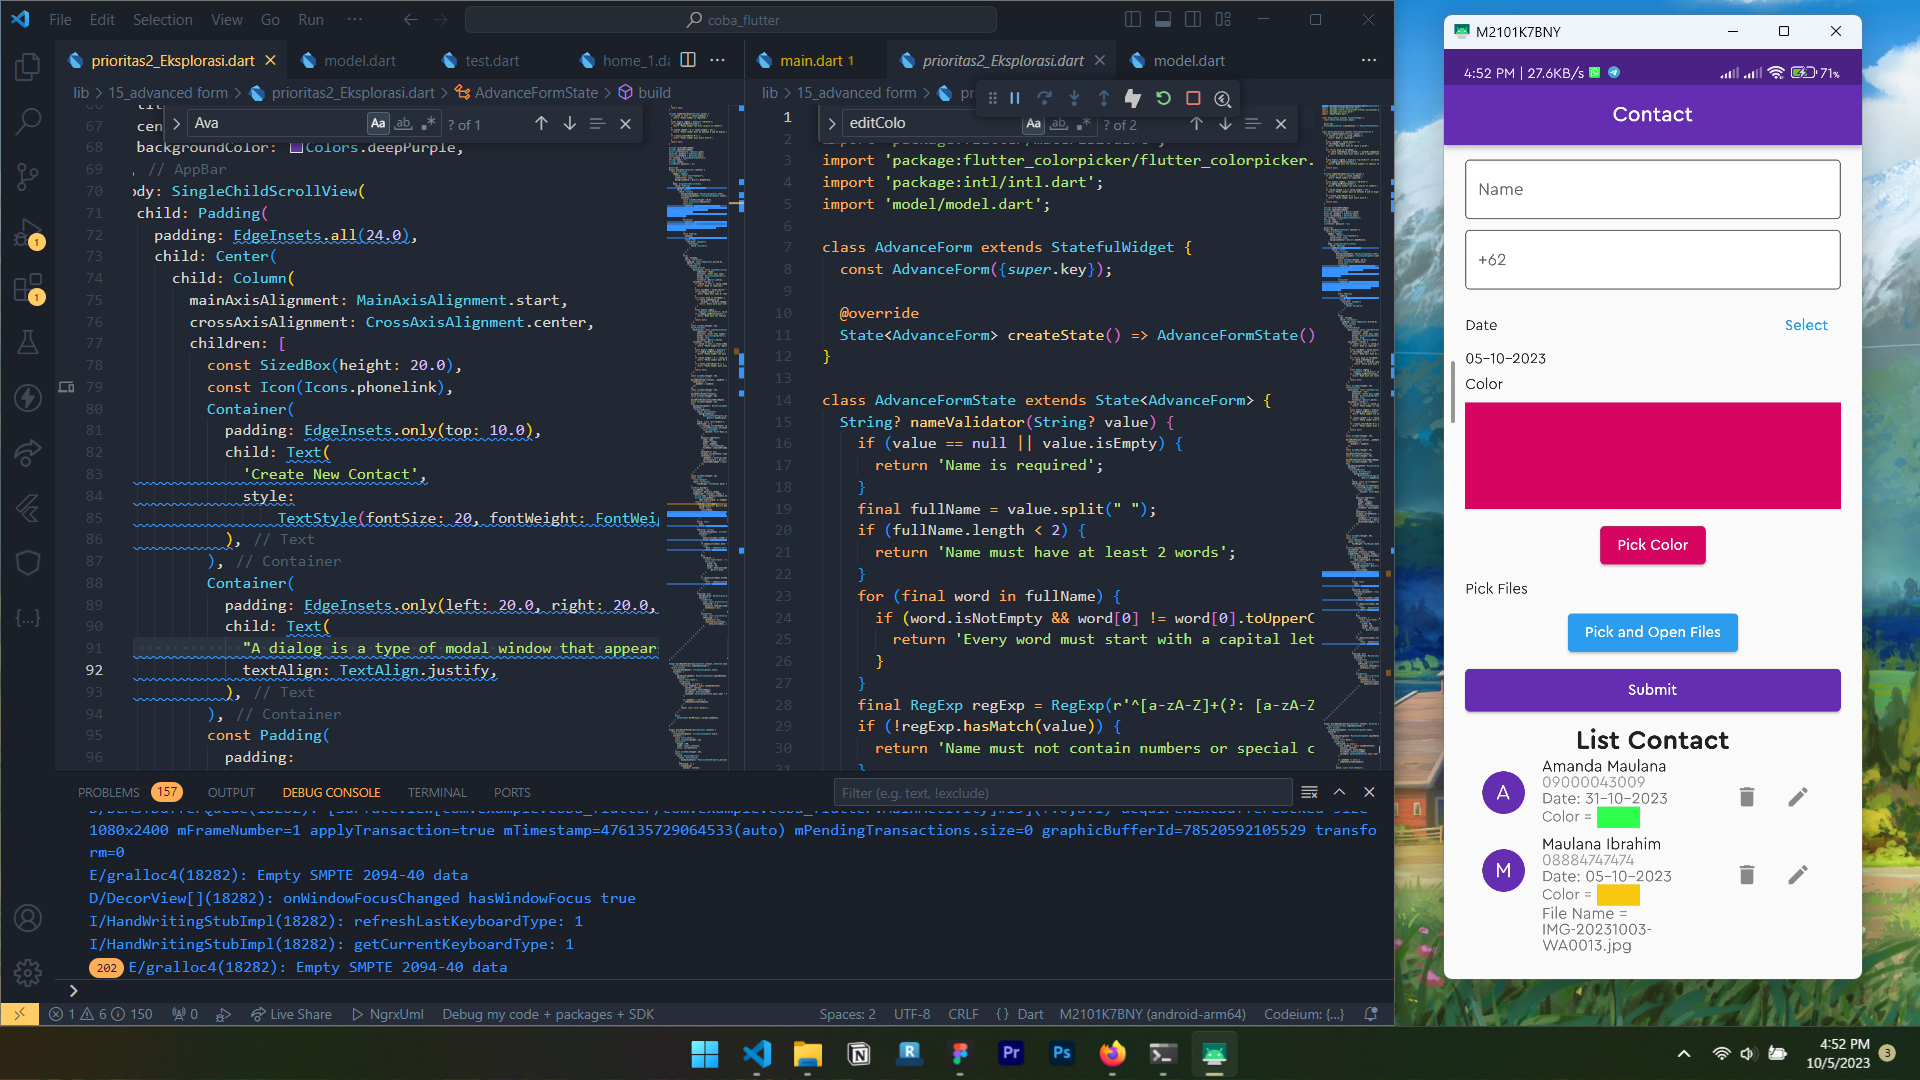 File Edit Selection View Go Run ··· coba_flutter
prioritas2_Eksplorasi.dart model.dart test.dart home_1.da
lib > 15_advanced form > prioritas2_Eksplorasi.dart > AdvanceFormState > build
Ava Aa ab ? of 1
67 cen
68 backgroundColor: Colors.deepPurple,
69 , // AppBar
70 ody: SingleChildScrollView(
71 child: Padding(
72 padding: EdgeInsets.all(24.0),
73 child: Center(
74 child: Column(
75 mainAxisAlignment: MainAxisAlignment.start,
76 crossAxisAlignment: CrossAxisAlignment.center,
77 children: [
78 const SizedBox(height: 20.0),
79 const Icon(Icons.phonelink),
80 Container(
81 padding: EdgeInsets.only(top: 10.0),
82 child: Text(
83 'Create New Contact',
84 style:
85 TextStyle(fontSize: 20, fontWeight: FontWei
86 ), // Text
87 ), // Container
88 Container(
89 padding: EdgeInsets.only(left: 20.0, right: 20.0,
90 child: Text(
91 "A dialog is a type of modal window that appear
92 textAlign: TextAlign.justify,
93 ), // Text
94 ), // Container
95 const Padding(
96 padding:
main.dart 1 prioritas2_Eksplorasi.dart model.dart
lib > 15_advanced form > pr
editColo Aa ab ? of 2
1
2
3 import 'package:flutter_colorpicker/flutter_colorpicker.
4 import 'package:intl/intl.dart';
5 import 'model/model.dart';
6
7 class AdvanceForm extends StatefulWidget {
8 const AdvanceForm({super.key});
9
10 @override
11 State<AdvanceForm> createState() => AdvanceFormState()
12 }
13
14 class AdvanceFormState extends State<AdvanceForm> {
15 String? nameValidator(String? value) {
16 if (value == null || value.isEmpty) {
17 return 'Name is required';
18 }
19 final fullName = value.split(" ");
20 if (fullName.length < 2) {
21 return 'Name must have at least 2 words';
22 }
23 for (final word in fullName) {
24 if (word.isNotEmpty && word[0] != word[0].toUpperC
25 return 'Every word must start with a capital let
26 }
27 }
28 final RegExp regExp = RegExp(r'^[a-zA-Z]+(?: [a-zA-Z
29 if (!regExp.hasMatch(value)) {
30 return 'Name must not contain numbers or special c
31 }
1
1
PROBLEMS 157 OUTPUT DEBUG CONSOLE TERMINAL PORTS Filter (e.g. text, !exclude)
1080x2400 mFrameNumber=1 applyTransaction=true mTimestamp=476135729064533(auto) mPendingTransactions.size=0 graphicBufferId=78520592105529 transfo
rm=0
E/gralloc4(18282): Empty SMPTE 2094-40 data
D/DecorView[](18282): onWindowFocusChanged hasWindowFocus true
I/HandWritingStubImpl(18282): refreshLastKeyboardType: 1
I/HandWritingStubImpl(18282): getCurrentKeyboardType: 1
202 E/gralloc4(18282): Empty SMPTE 2094-40 data
>
1 6 150 0 Live Share NgrxUml Debug my code + packages + SDK Spaces: 2 UTF-8 CRLF {} Dart M2101K7BNY (android-arm64) Codeium: {...}
M2101K7BNY
4:52 PM | 27.6KB/s 71%
Contact
Name
+62
Date Select
05-10-2023
Color
Pick Color
Pick Files
Pick and Open Files
Submit
List Contact
A
Amanda Maulana
09000043009
Date: 31-10-2023
Color =
M
Maulana Ibrahim
08884747474
Date: 05-10-2023
Color =
File Name =
IMG-20231003-
WA0013.jpg
N R Pr Ps
4:52 PM
10/5/2023
3